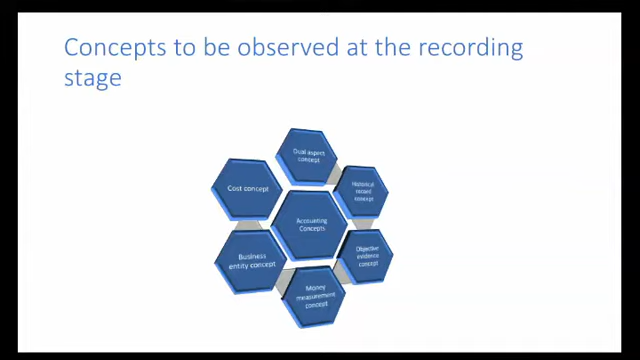 Concepts to be observed at the recording
stage
Dual aspect
concept
Cost concept
Historical
record
concept
Accounting
Concepts
Business
entity concept
Objective
evidence
concept
Money
measurement
concept